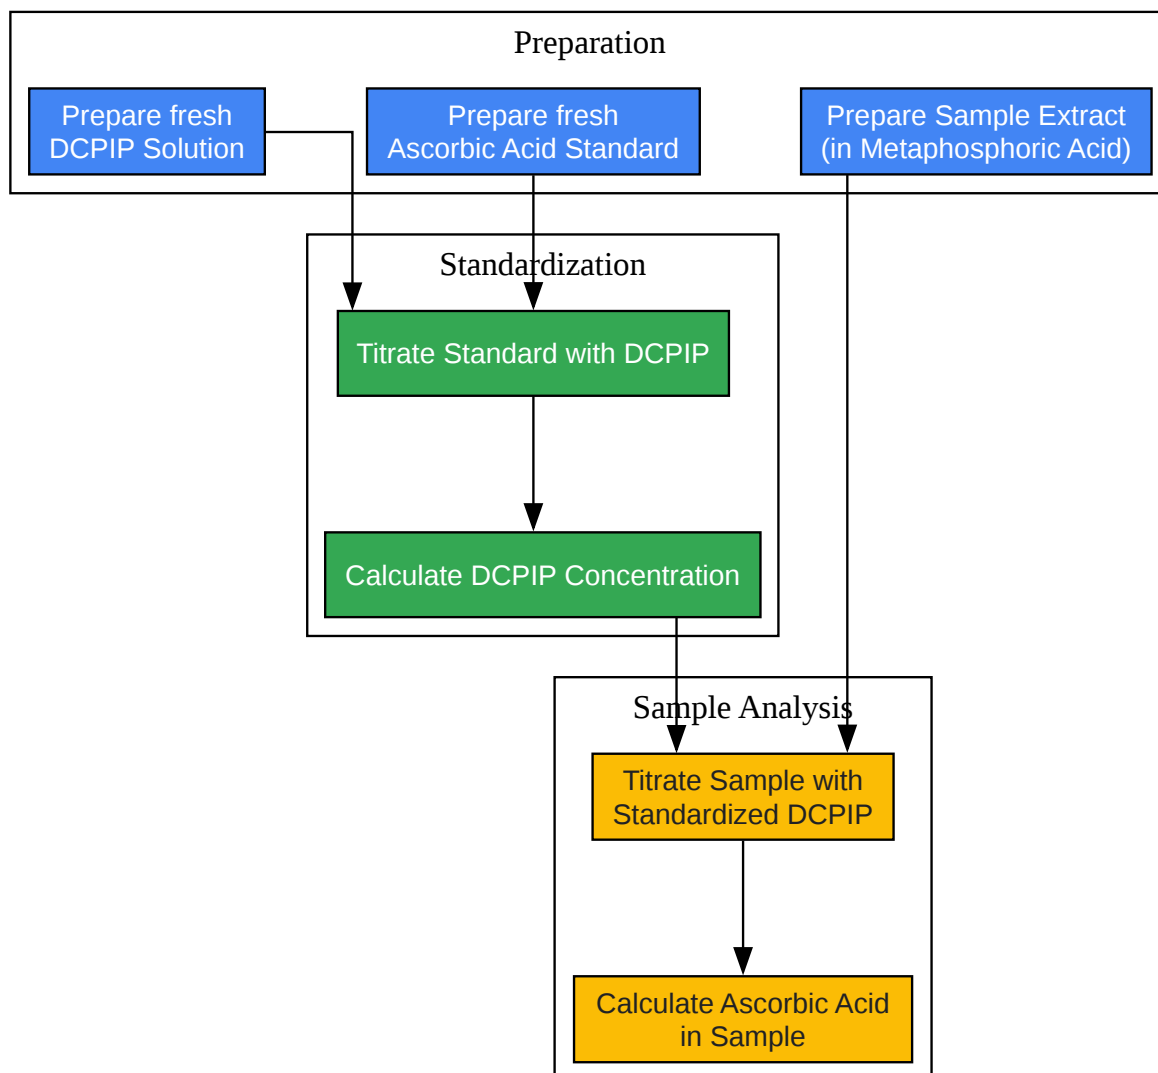 Preparation
Prepare fresh
DCPIP Solution
Prepare fresh
Ascorbic Acid Standard
Prepare Sample Extract
(in Metaphosphoric Acid)
Standardization
Titrate Standard with DCPIP
Calculate DCPIP Concentration
Sample Analysis
Titrate Sample with
Standardized DCPIP
Calculate Ascorbic Acid
in Sample